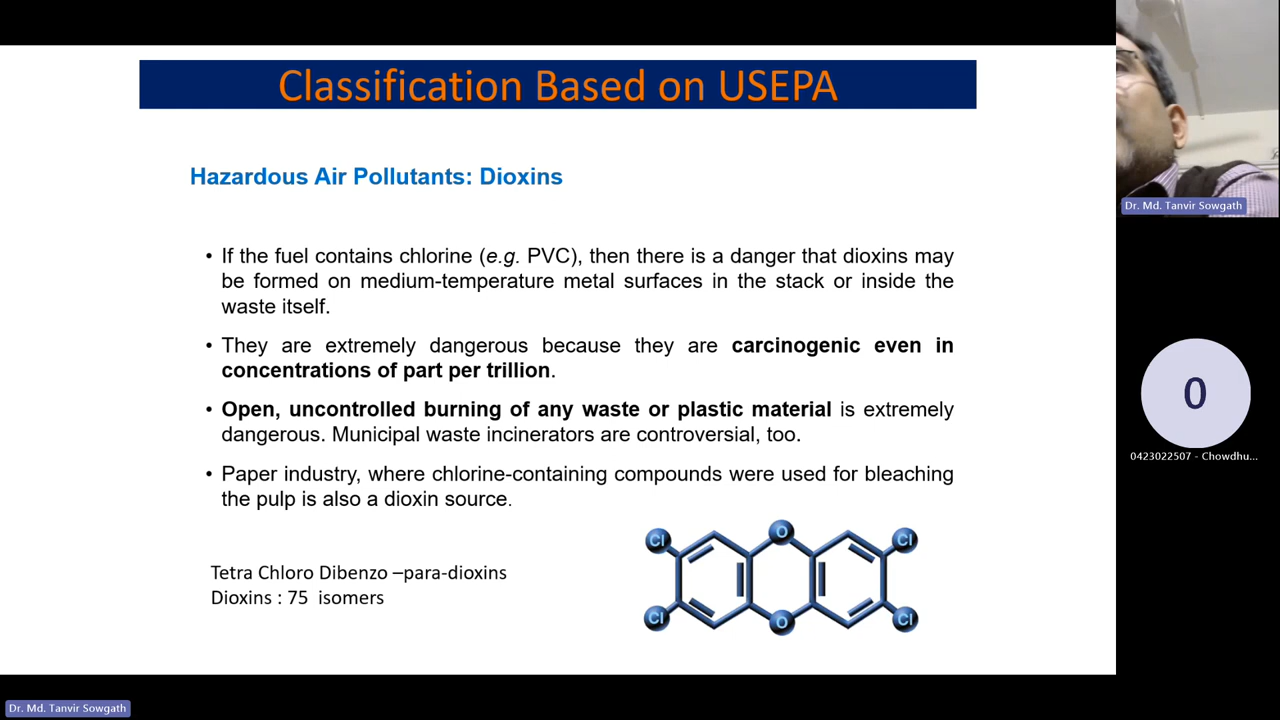 Classification Based on USEPA
Hazardous Air Pollutants: Dioxins
• If the fuel contains chlorine (e.g. PVC), then there is a danger that dioxins may
be formed on medium-temperature metal surfaces in the stack or inside the
waste itself.
• They are extremely dangerous because they are carcinogenic even in
concentrations of part per trillion.
• Open, uncontrolled burning of any waste or plastic material is extremely
dangerous. Municipal waste incinerators are controversial, too.
• Paper industry, where chlorine-containing compounds were used for bleaching
the pulp is also a dioxin source.
Tetra Chloro Dibenzo –para-dioxins
Dioxins : 75 isomers
Cl
O
Cl
Cl
O
Cl
Dr. Md. Tanvir Sowgath
0
0423022507 - Chowdhu...
Dr. Md. Tanvir Sowgath